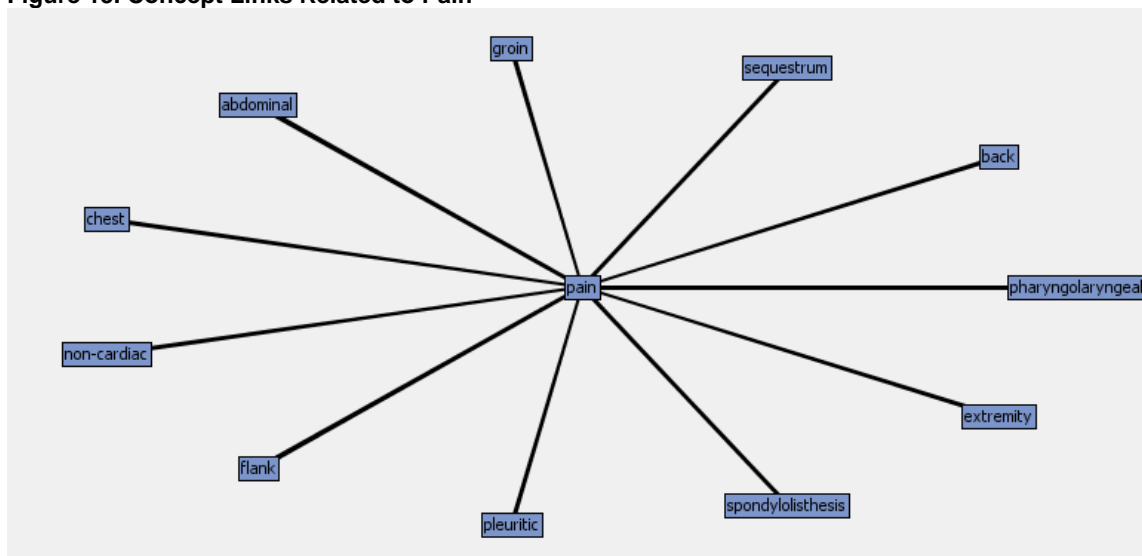 Figure Concept Links Related to Pain
groin
sequestrum
abdominal
back
chest
pain
pharyngolaryngeal
non-cardiac
extremity
flank
spondylolisthesis
pleuritic